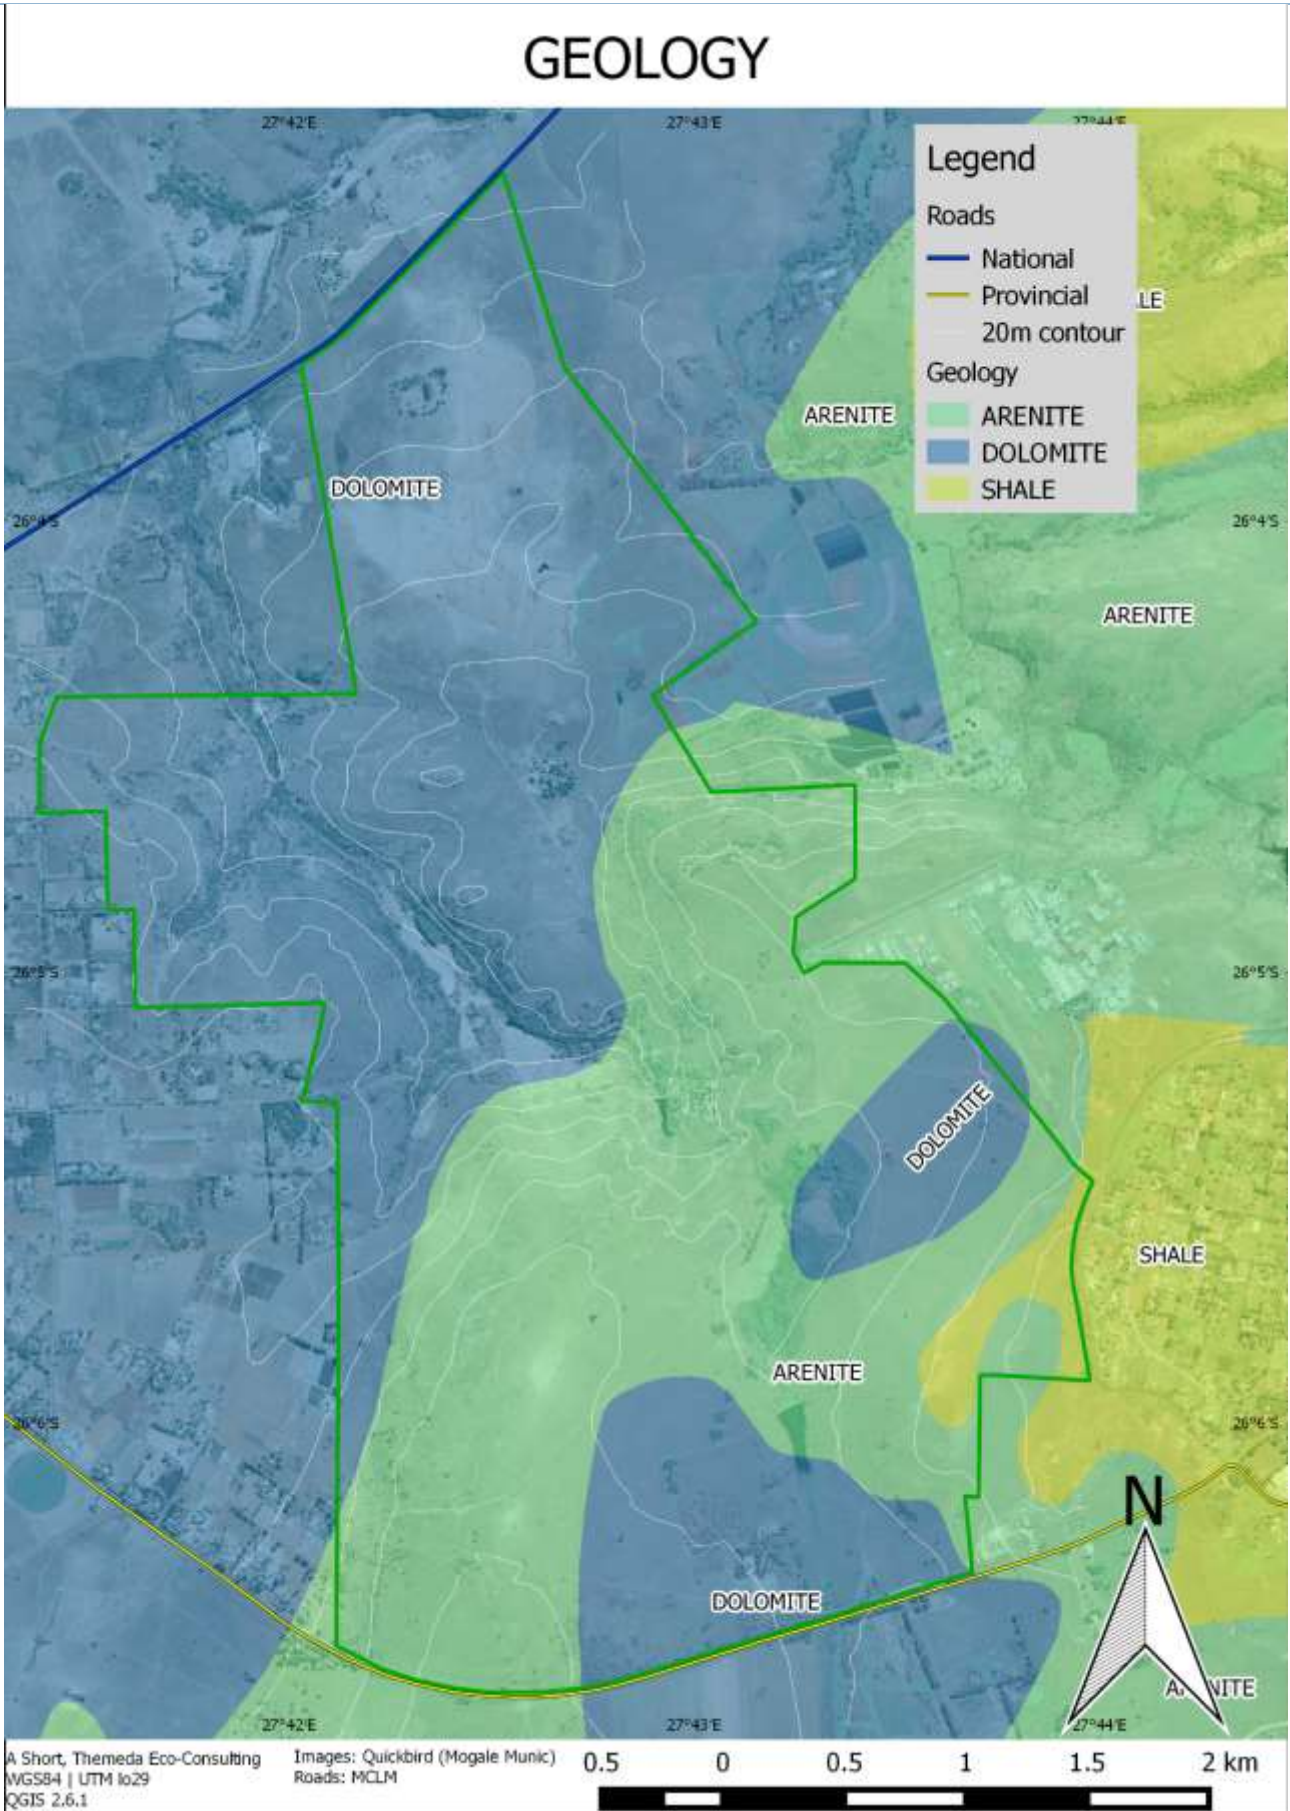 GEOLOGY
27°42'E
27°43'E
27°44'E
Legend
Roads
National
Provincial
20m contour
Geology
ARENITE
DOLOMITE
SHALE
LE
ARENITE
DOLOMITE
26°4'S
26°4'S
ARENITE
26°5'S
26°5'S
DOLOMITE
SHALE
ARENITE
26°6'S
26°6'S
N
DOLOMITE
A NITE
27°42'E
27°43'E
27°44'E
A Short, Themeda Eco-Consulting
WGS84 | UTM lo29
QGIS 2.6.1
Images: Quickbird (Mogale Munic)
Roads: MCLM
0.5 0 0.5 1 1.5 2 km